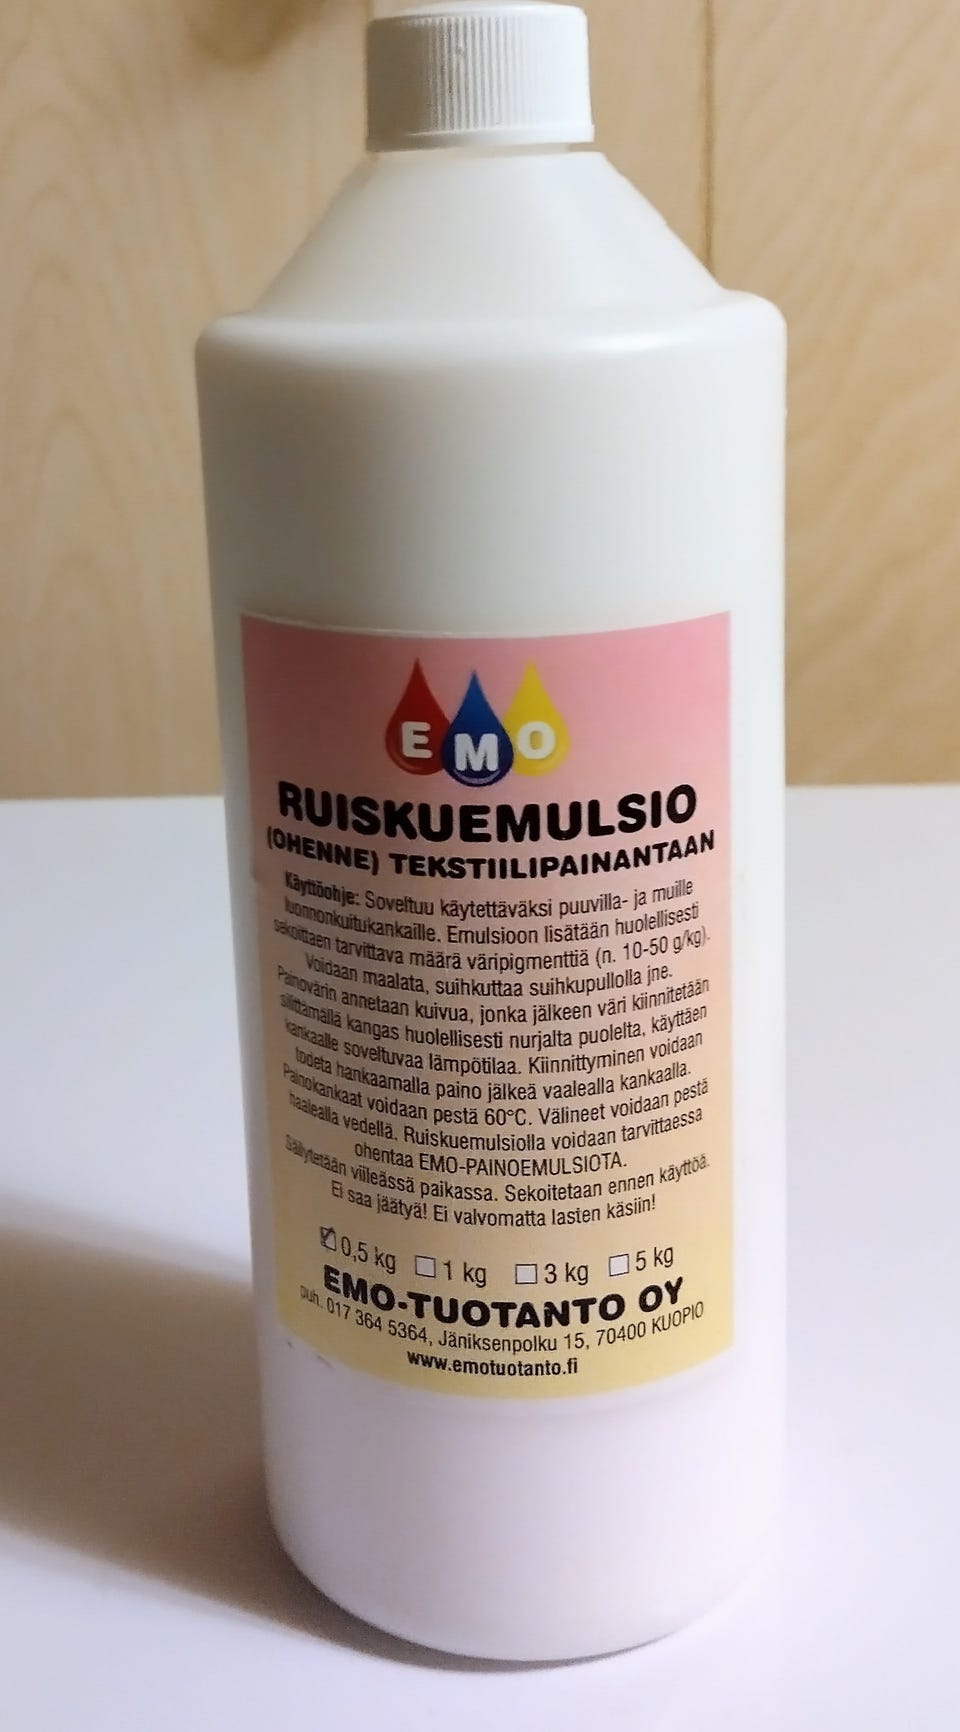 EMO
RUISKUEMULSIO
(OHENNE) TEKSTIILIPAINANTAAN
Käyttöohje: Soveltuu käytettäväksi puuvilla- ja muille
luonnonkuitukankaille. Emulsioon lisätään huolellisesti
sekoittaen tarvittava määrä väripigmenttiä (n. 10-50 g/kg).
Voidaan maalata, suihkuttaa suihkupullolla jne.
Painovärin annetaan kuivua, jonka jälkeen väri kiinnitetään
silittämällä kangas huolellisesti nurjalta puolelta, käyttäen
kankaalle soveltuvaa lämpötilaa. Kiinnittyminen voidaan
todeta hankaamalla paino jälkeä vaalealla kankaalla.
Painokankaat voidaan pestä 60°C. Välineet voidaan pestä
haalealla vedellä. Ruiskuemulsiolla voidaan tarvittaessa
ohentaa EMO-PAINOEMULSIOTA.
Säilytetään viileässä paikassa. Sekoitetaan ennen käyttöä.
Ei saa jäätyä! Ei valvomatta lasten käsiin!
☑ 0,5 kg ☐ 1 kg ☐ 3 kg ☐ 5 kg
EMO-TUOTANTO OY
puh. 017 364 5364, Jäniksenpolku 15, 70400 KUOPIO
www.emotuotanto.fi